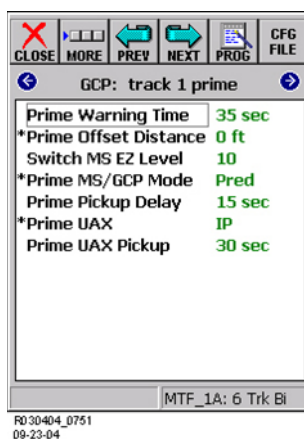 CLOSE MORE PREV NEXT PROG CFG FILE
GCP: track 1 prime
Prime Warning Time 35 sec
*Prime Offset Distance 0 ft
Switch MS EZ Level 10
*Prime MS/GCP Mode Pred
Prime Pickup Delay 15 sec
*Prime UAX IP
Prime UAX Pickup 30 sec
MTF_1A: 6 Trk Bi
R030404_0751
09-23-04